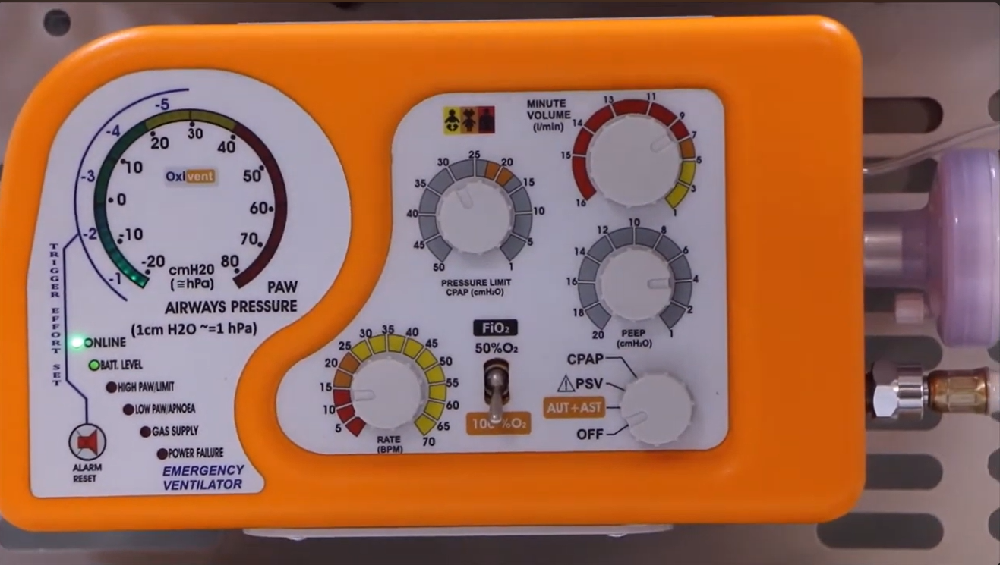 -5
-4
-3
-2
-1
20
30
40
10
50
0
60
-10
70
-20
80
Oxivent
cmH20
(≅hPa)
PAW
AIRWAYS PRESSURE
(1cm H2O ~=1 hPa)
TRIGGER EFFORT SET
ONLINE
BATT. LEVEL
HIGH PAW/LIMIT
LOW PAW/APNOEA
GAS SUPPLY
POWER FAILURE
ALARM
RESET
EMERGENCY
VENTILATOR
MINUTE
VOLUME
(l/min)
16
15
14
13
11
9
7
5
3
1
50
45
40
35
30
25
20
15
10
5
1
PRESSURE LIMIT
CPAP (cmH₂O)
20
18
16
14
12
10
8
6
4
2
1
PEEP
(cmH₂O)
5
10
15
20
25
30
35
40
45
50
55
60
65
70
RATE
(BPM)
FiO₂
50%O₂
100%O₂
CPAP
PSV
AUT+AST
OFF